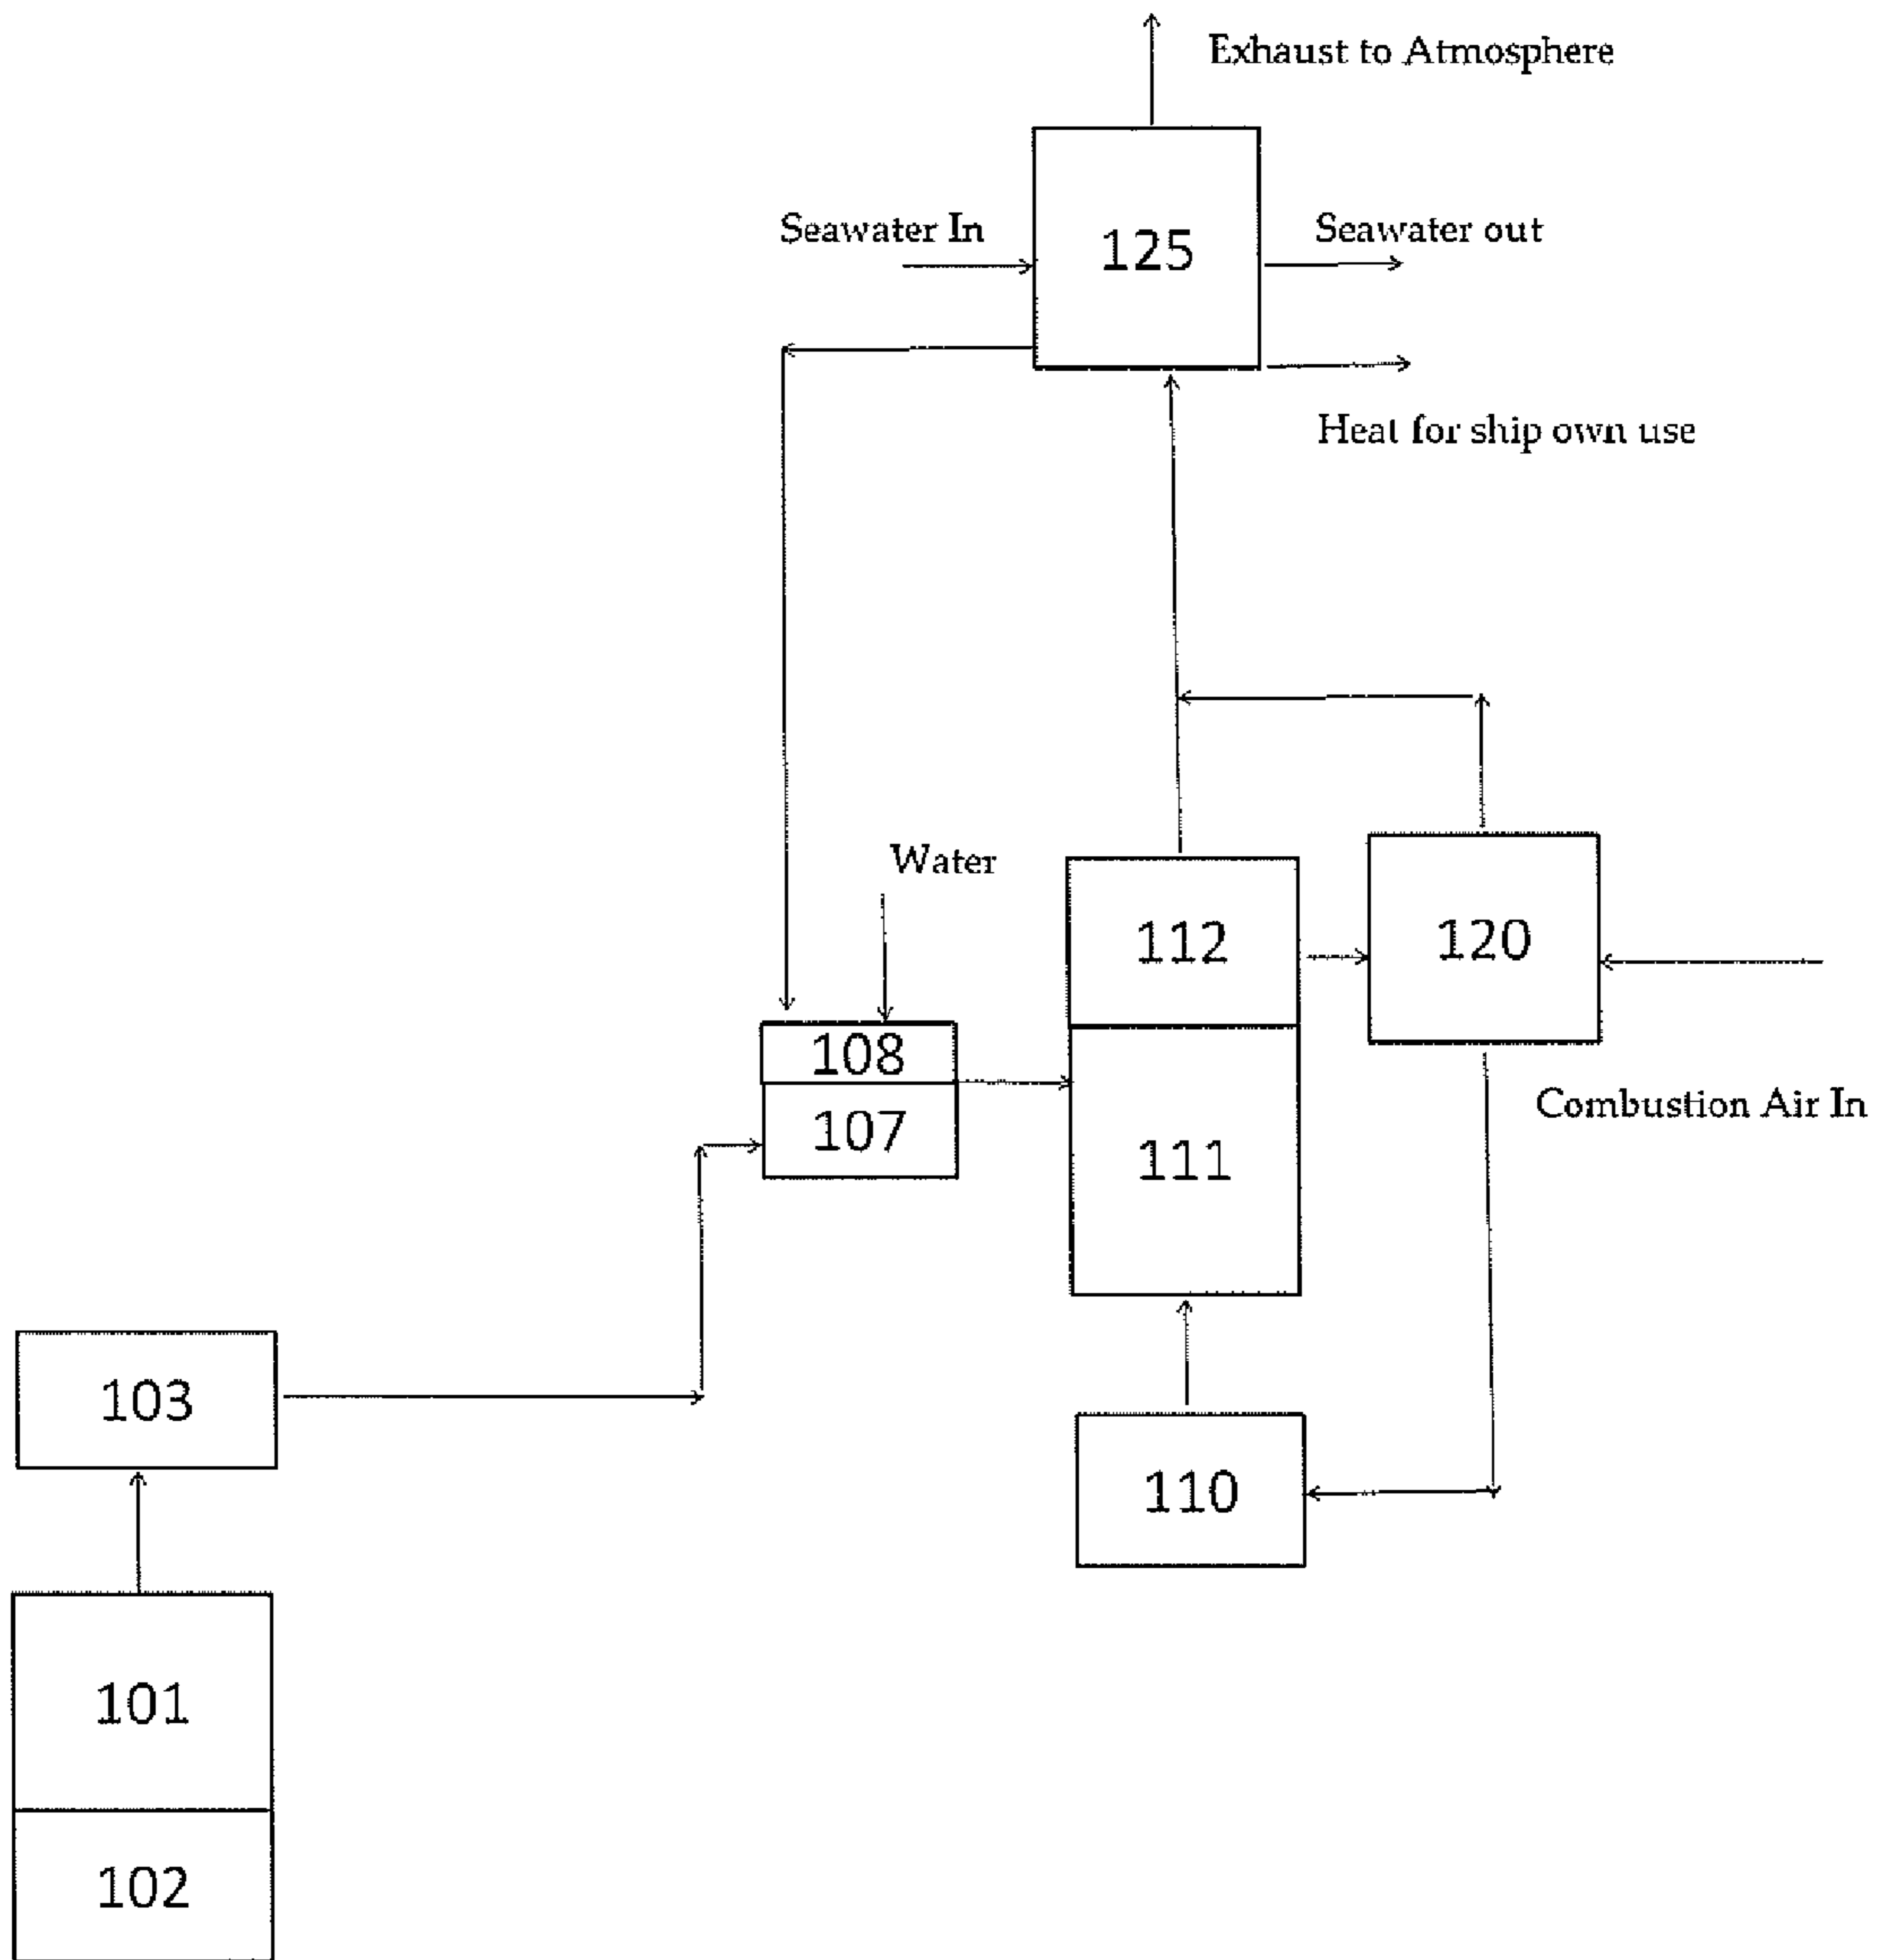 Exhaust to Atmosphere
Seawater In
125
Seawater out
Heat for ship own use
Water
112
120
108
107
111
Combustion Air In
103
110
101
102